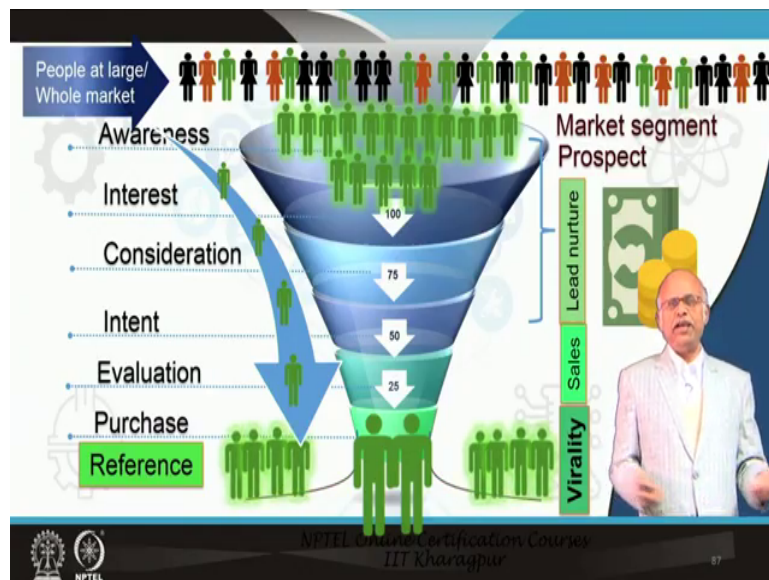 People at large/
Whole market
Awareness
Interest
Consideration
Intent
Evaluation
Purchase
Reference
100
75
50
25
Market segment
Prospect
Lead nurture
Sales
Virality
NPTEL
NPTEL Online Certification Courses
IIT Kharagpur
87